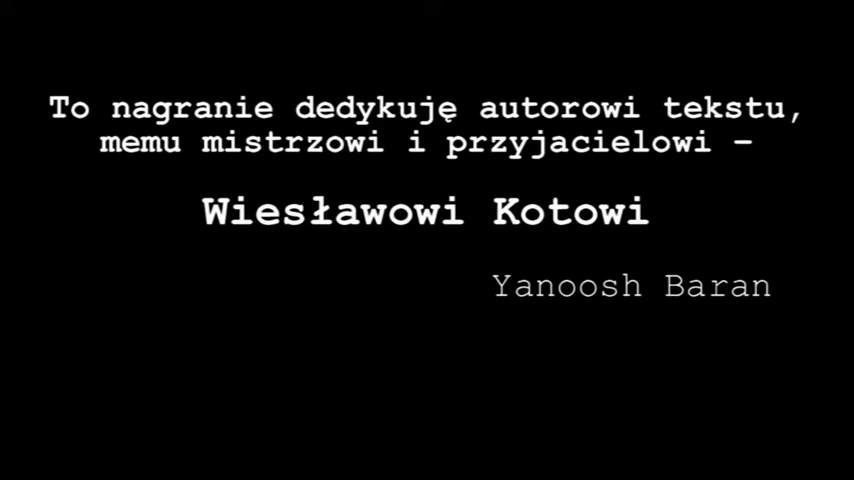 To nagranie dedykuję autorowi tekstu,
memu mistrzowi i przyjacielowi –
Wiesławowi Kotowi
Yanoosh Baran